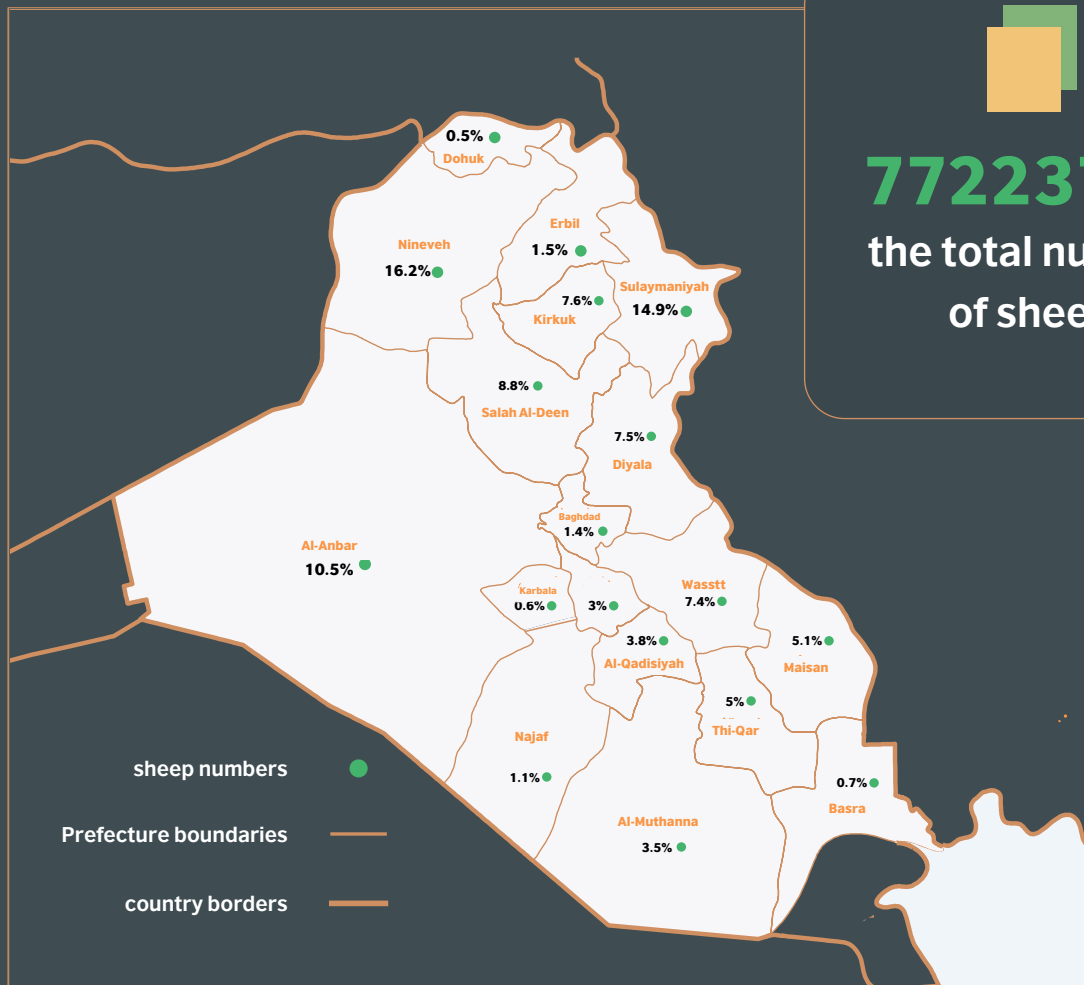 0.5%
Dohuk
Erbil
1.5%
Nineveh
16.2%
Sulaymaniyah
14.9%
7.6%
Kirkuk
8.8%
Salah Al-Deen
7.5%
Diyala
Baghdad
1.4%
Al-Anbar
10.5%
Karbala
0.6%
3%
Wasstt
7.4%
3.8%
Al-Qadisiyah
5.1%
Maisan
5%
Thi-Qar
Najaf
1.1%
0.7%
Basra
Al-Muthanna
3.5%
sheep numbers
Prefecture boundaries
country borders
77223
the total nu
of shee